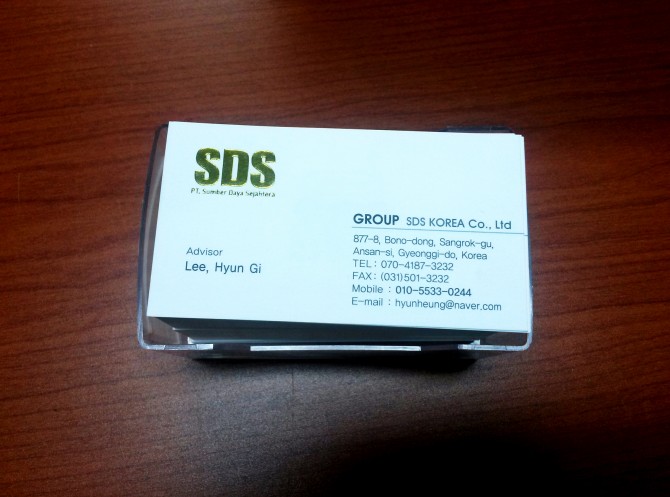 SDS
PT. Sumber Daya Sejahtera
Advisor
Lee, Hyun Gi
GROUP SDS KOREA Co., Ltd
877-8, Bono-dong, Sangrok-gu,
Ansan-si, Gyeonggi-do, Korea
TEL : 070-4187-3232
FAX : (031)501-3232
Mobile : 010-5533-0244
E-mail : hyunheung@naver.com